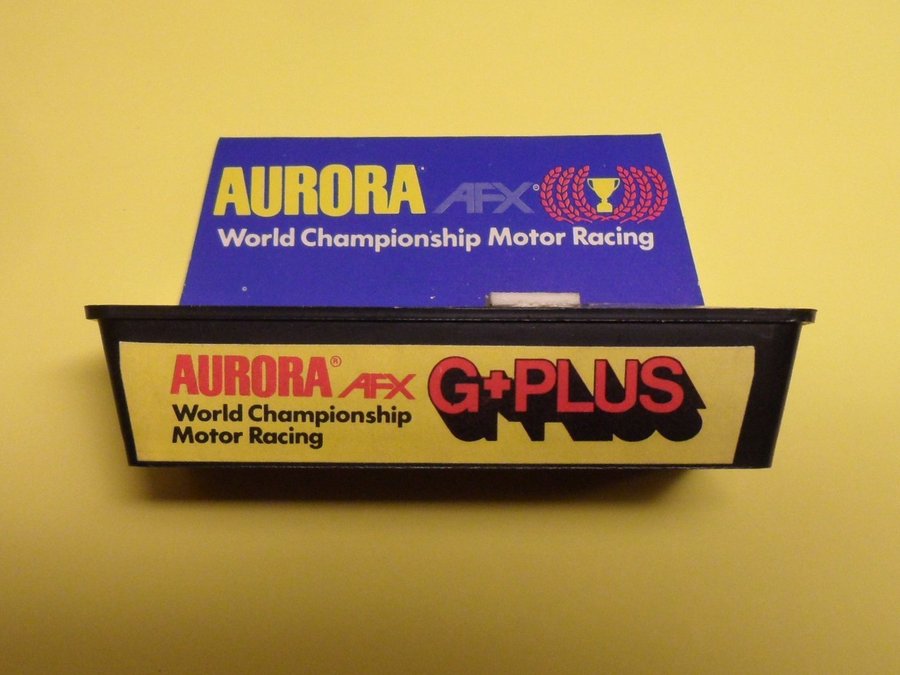 AURORA AFX®
World Championship Motor Racing
AURORA® AFX G+PLUS
World Championship
Motor Racing